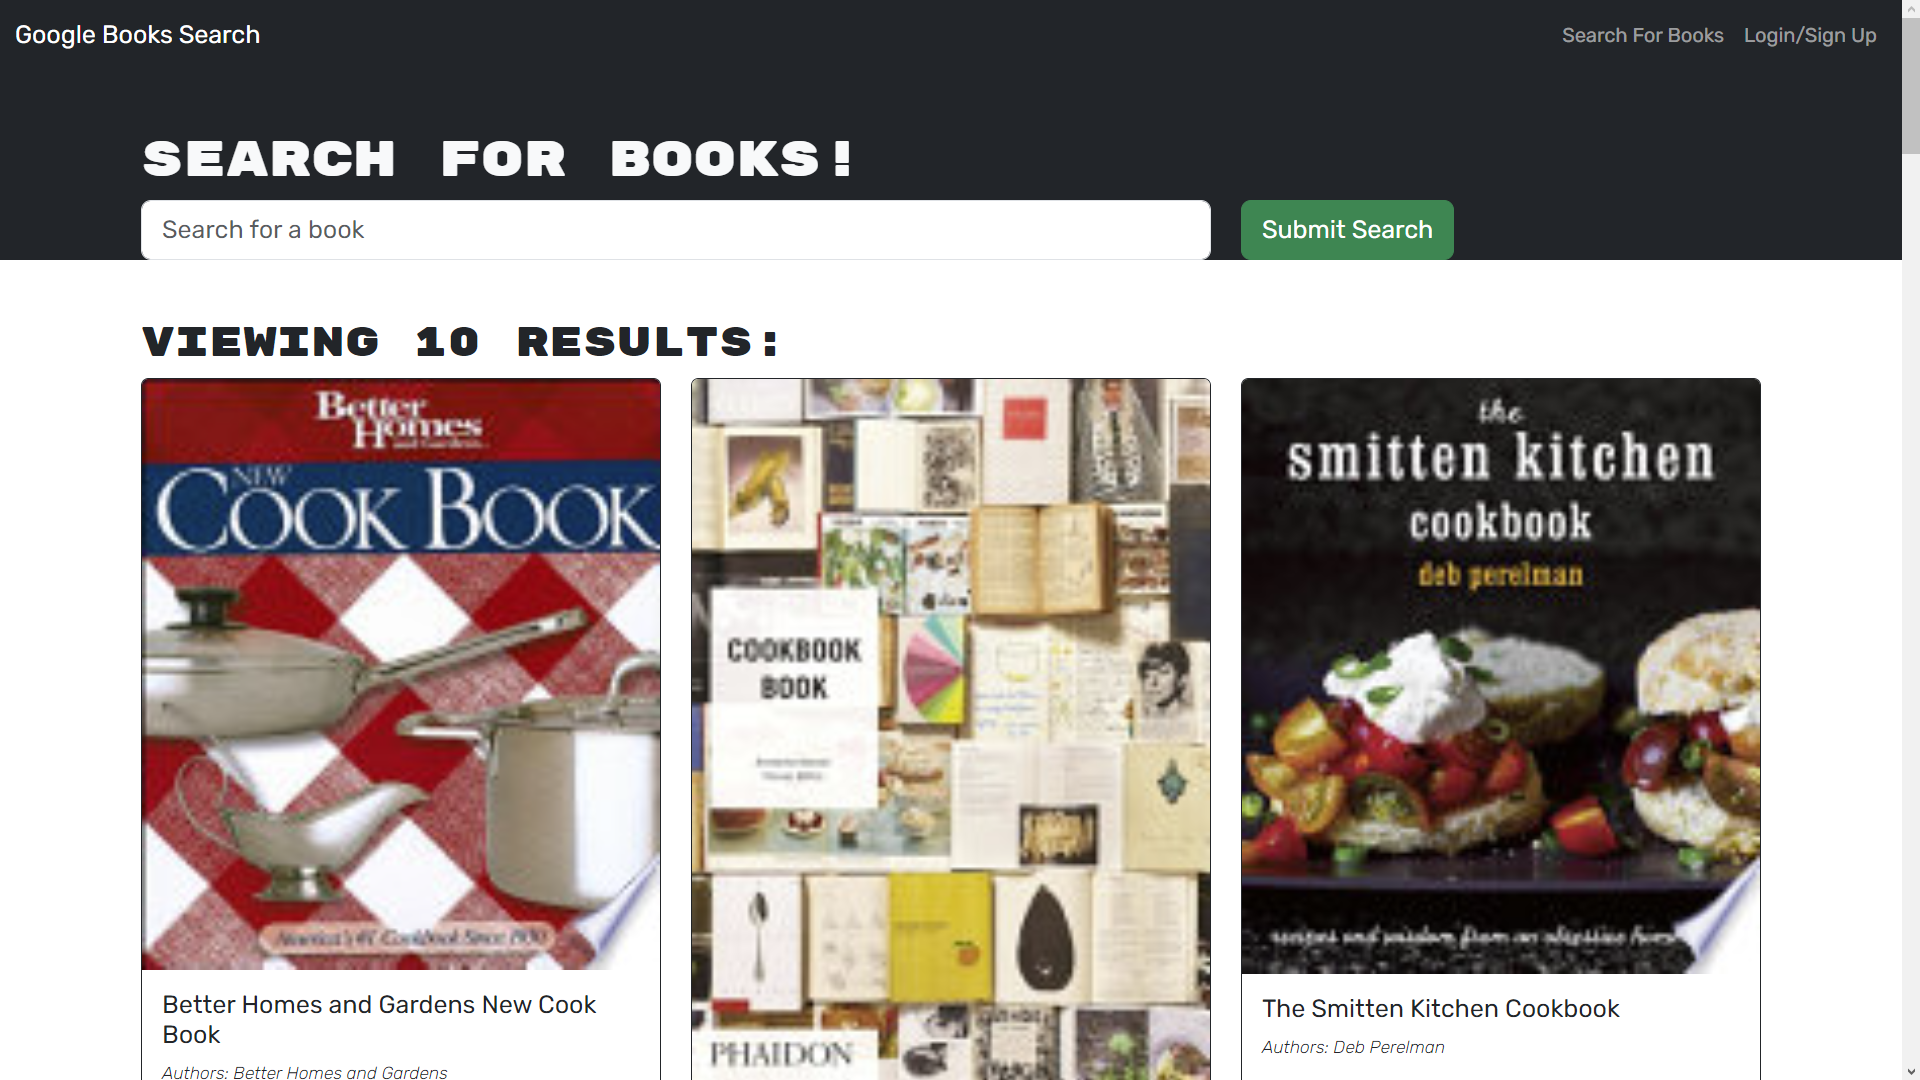 Google Books Search
Search For Books
Login/Sign Up
SEARCH FOR BOOKS!
Search for a book
Submit Search
VIEWING 10 RESULTS:
Better
Homes
and Gardens
NEW
COOK BOOK
America's #1 Cookbook Since 1930
COOKBOOK
BOOK
PHAIDON
the
smitten kitchen
cookbook
deb perelman
recipes and wisdom from an obsessive home
Better Homes and Gardens New Cook
Book
Authors: Better Homes and Gardens
The Smitten Kitchen Cookbook
Authors: Deb Perelman